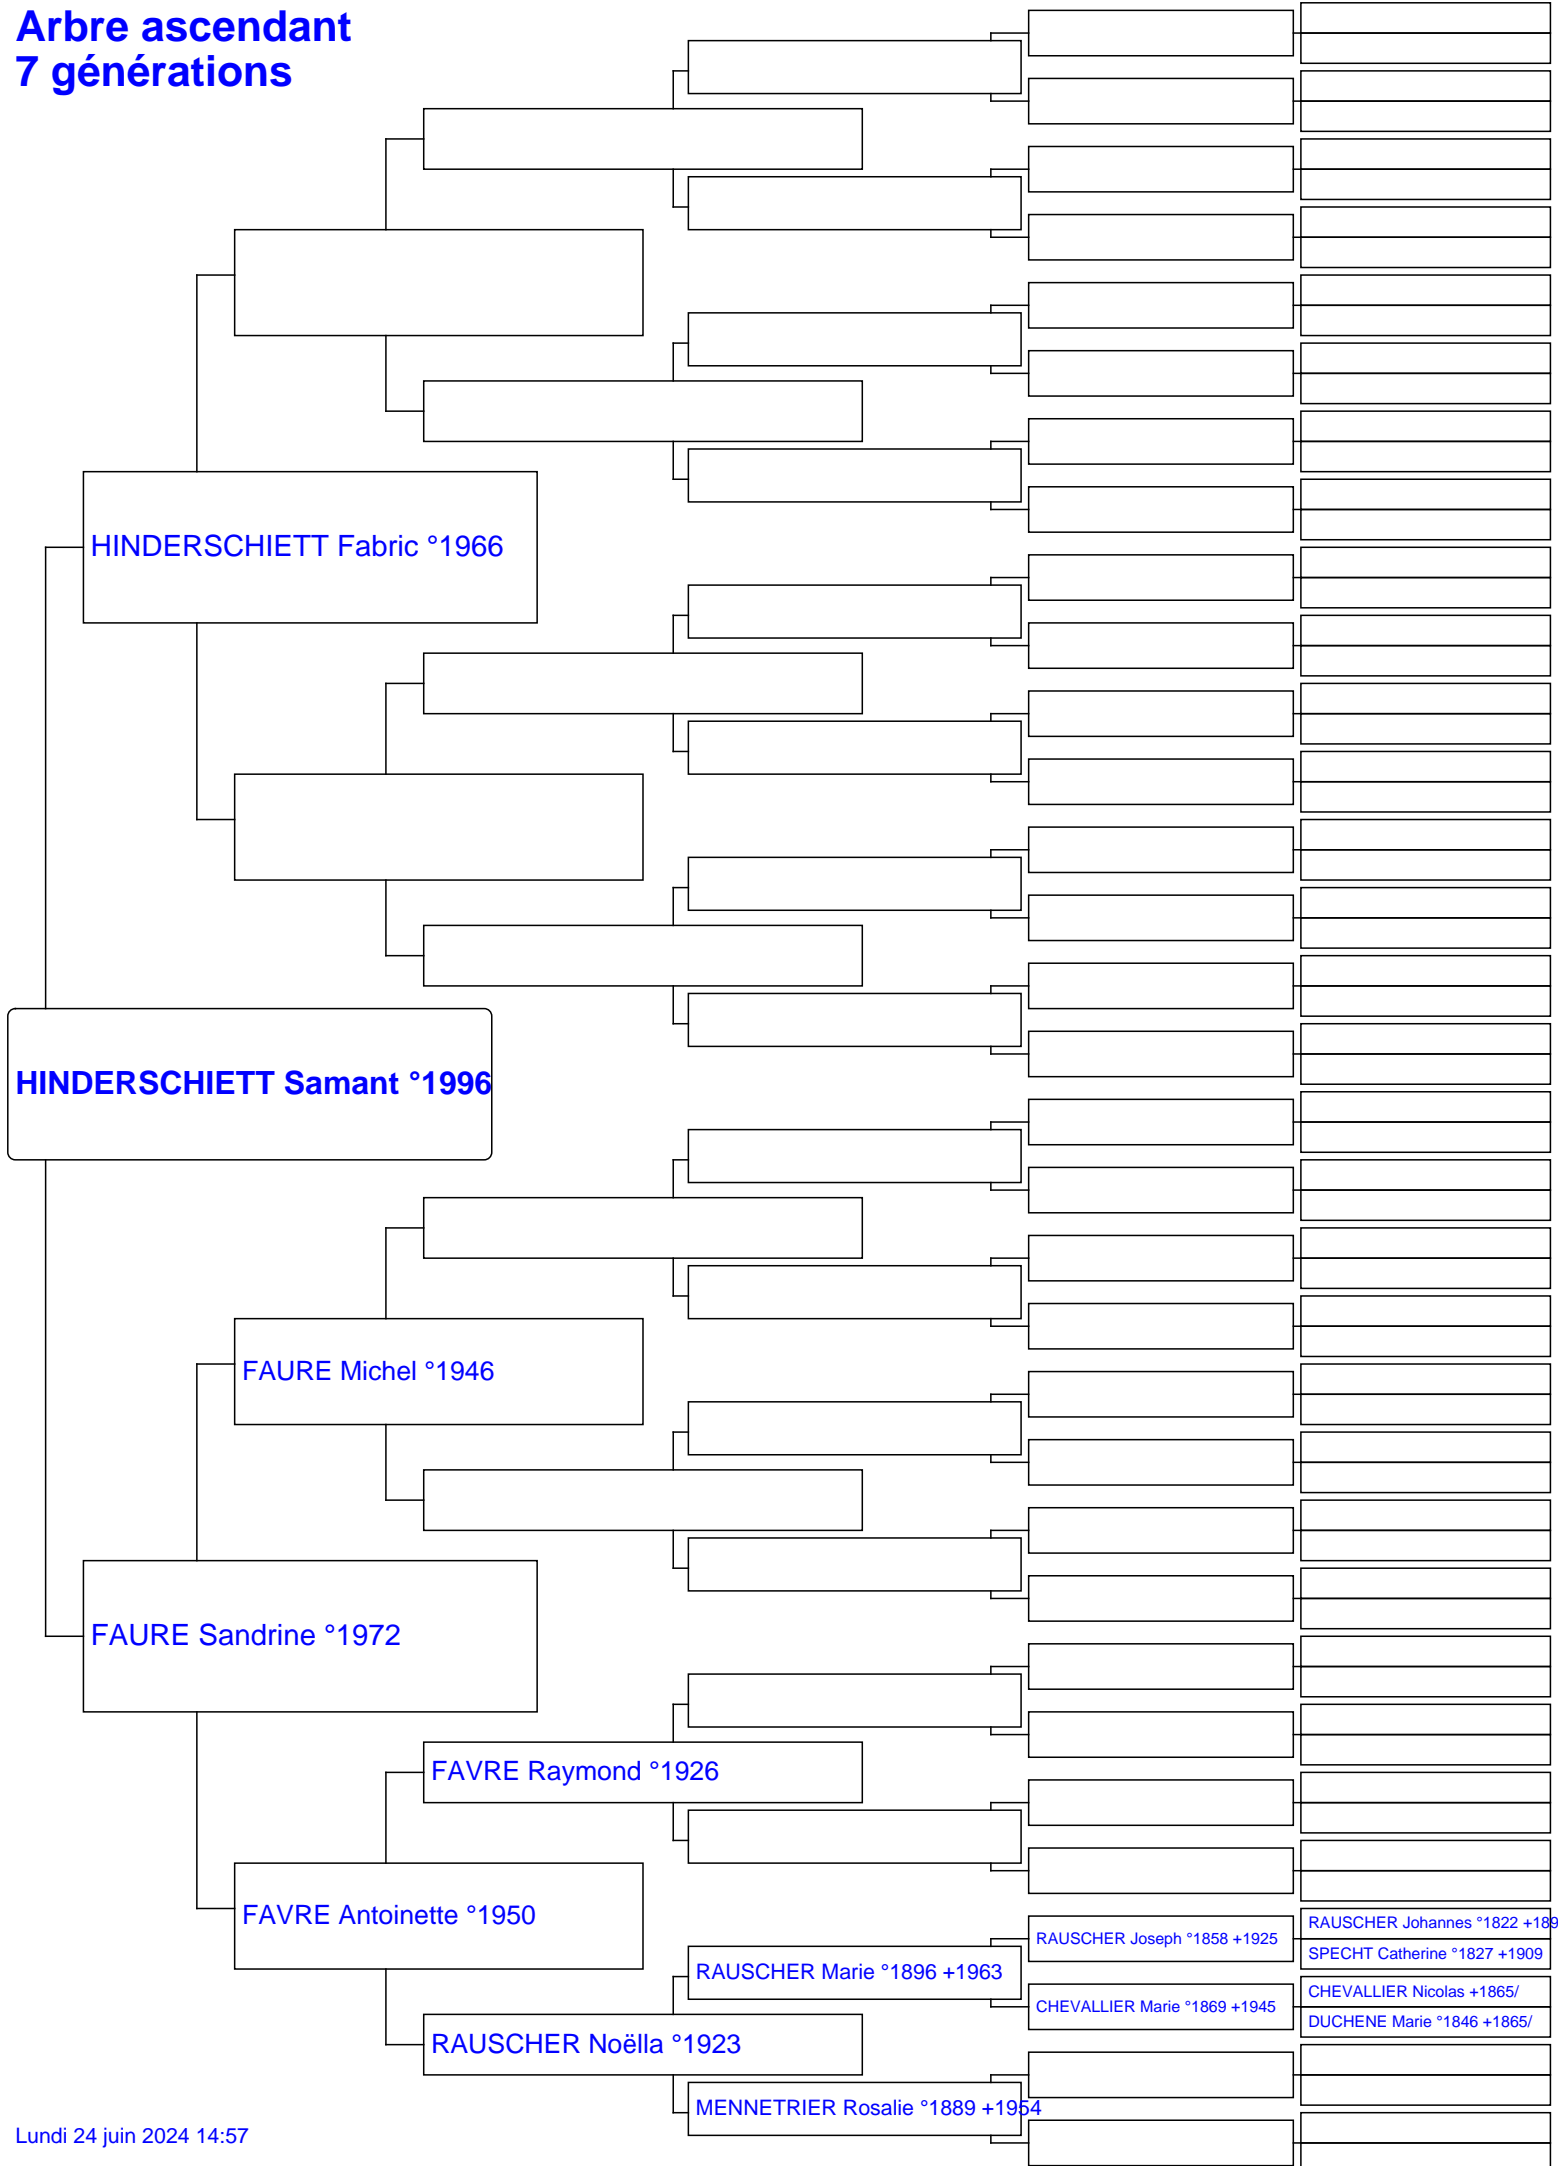 Arbre ascendant
7 générations
HINDERSCHIETT Fabric °1966
HINDERSCHIETT Samant °1996
FAURE Michel °1946
FAURE Sandrine °1972
FAVRE Raymond °1926
FAVRE Antoinette °1950
RAUSCHER Johannes °1822 +189
RAUSCHER Joseph °1858 +1925
SPECHT Catherine °1827 +1909
RAUSCHER Marie °1896 +1963
CHEVALLIER Nicolas +1865/
CHEVALLIER Marie °1869 +1945
DUCHENE Marie °1846 +1865/
RAUSCHER Noëlla °1923
MENNETRIER Rosalie °1889 +1954
Lundi 24 juin 2024 14:57